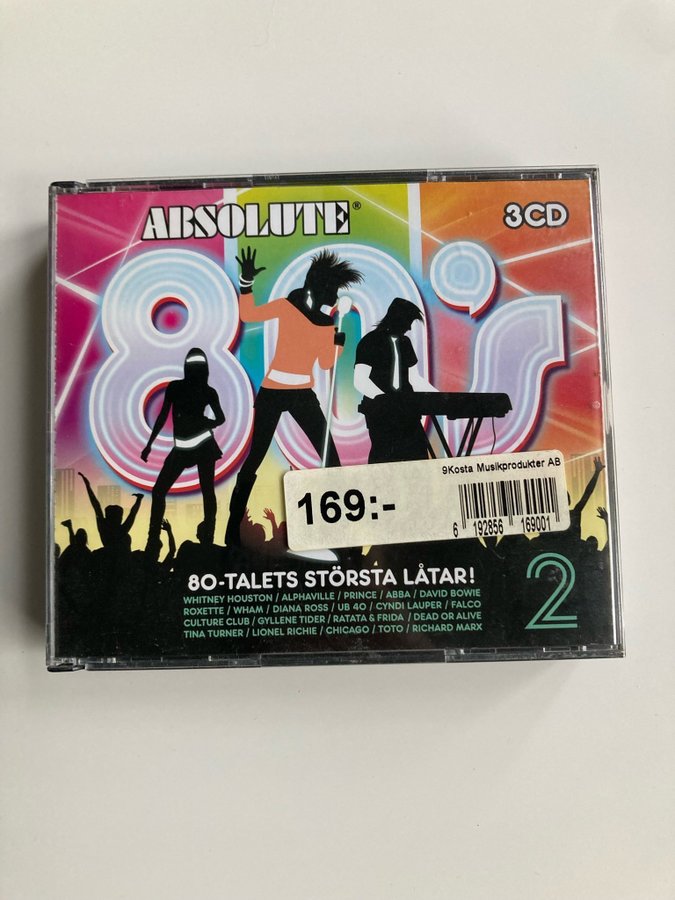 ABSOLUTE®
3CD
80's
9Kosta Musikprodukter AB
169:-
6 192856 169001
80-TALETS STÖRSTA LÅTAR!
WHITNEY HOUSTON / ALPHAVILLE / PRINCE / ABBA / DAVID BOWIE
ROXETTE / WHAM / DIANA ROSS / UB 40 / CYNDI LAUPER / FALCO
CULTURE CLUB / GYLLENE TIDER / RATATA & FRIDA / DEAD OR ALIVE
TINA TURNER / LIONEL RICHIE / CHICAGO / TOTO / RICHARD MARX
2